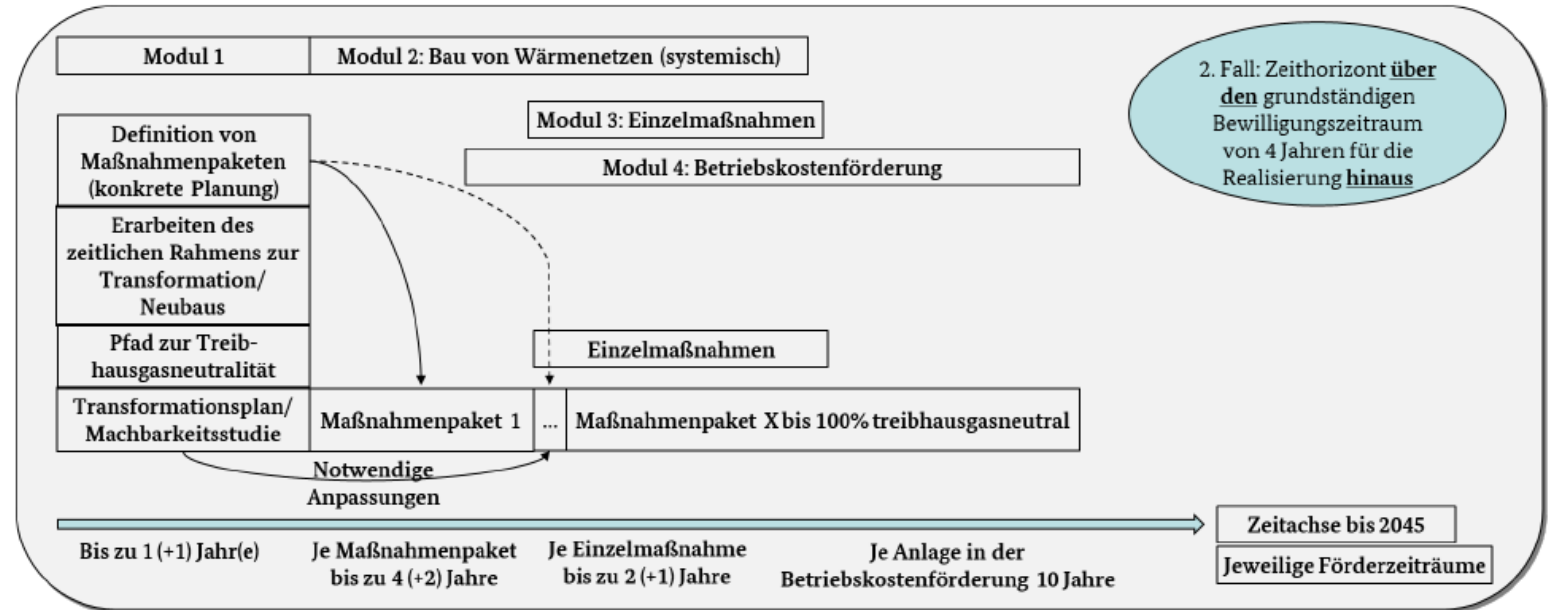 Modul 1
Modul 2: Bau von Wärmenetzen (systemisch)
2. Fall: Zeithorizont über
den grundständigen
Bewilligungszeitraum
von 4 Jahren für die
Realisierung hinaus
Modul 3: Einzelmaßnahmen
Modul 4: Betriebskostenförderung
Definition von
Maßnahmenpaketen
(konkrete Planung)
Erarbeiten des
zeitlichen Rahmens zur
Transformation/
Neubaus
Pfad zur Treib-
hausgasneutralität
Einzelmaßnahmen
Transformationsplan/
Machbarkeitsstudie
Maßnahmenpaket 1
...
Maßnahmenpaket X bis 100% treibhausgasneutral
Notwendige
Anpassungen
Zeitachse bis 2045
Bis zu 1 (+1) Jahr(e)
Je Maßnahmenpaket
bis zu 4 (+2) Jahre
Je Einzelmaßnahme
bis zu 2 (+1) Jahre
Je Anlage in der
Betriebskostenförderung 10 Jahre
Jeweilige Förderzeiträume